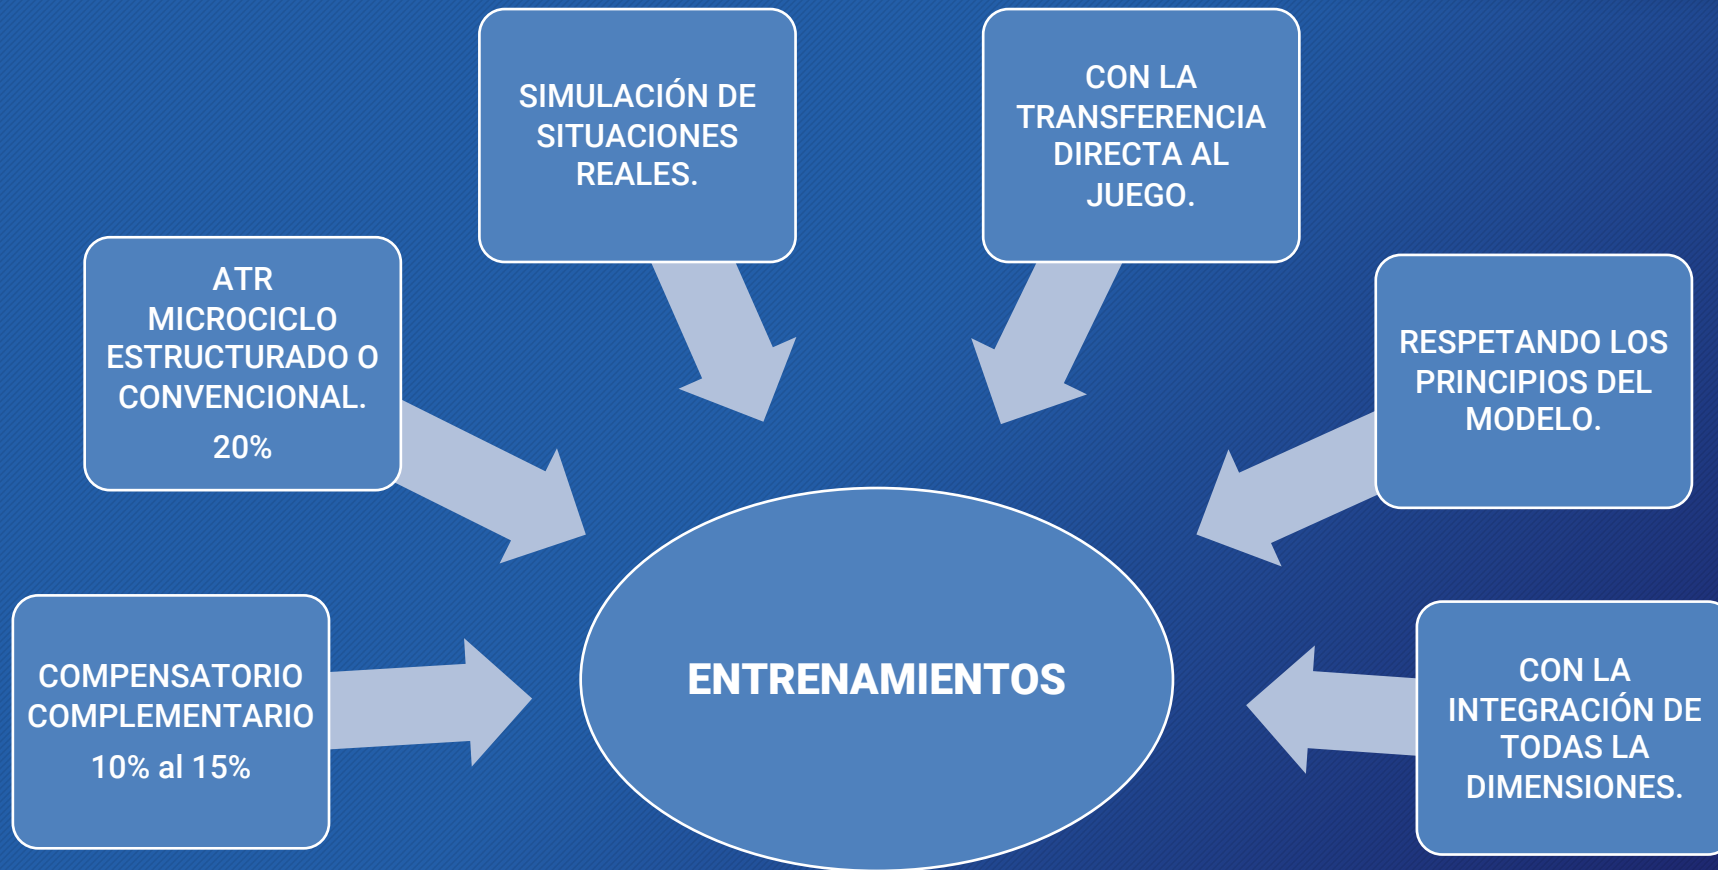 SIMULACIÓN DE
SITUACIONES
REALES.
CON LA
TRANSFERENCIA
DIRECTA AL
JUEGO.
ATR
MICROCICLO
ESTRUCTURADO O
CONVENCIONAL.
20%
RESPETANDO LOS
PRINCIPIOS DEL
MODELO.
COMPENSATORIO
COMPLEMENTARIO
10% al 15%
ENTRENAMIENTOS
CON LA
INTEGRACIÓN DE
TODAS LA
DIMENSIONES.